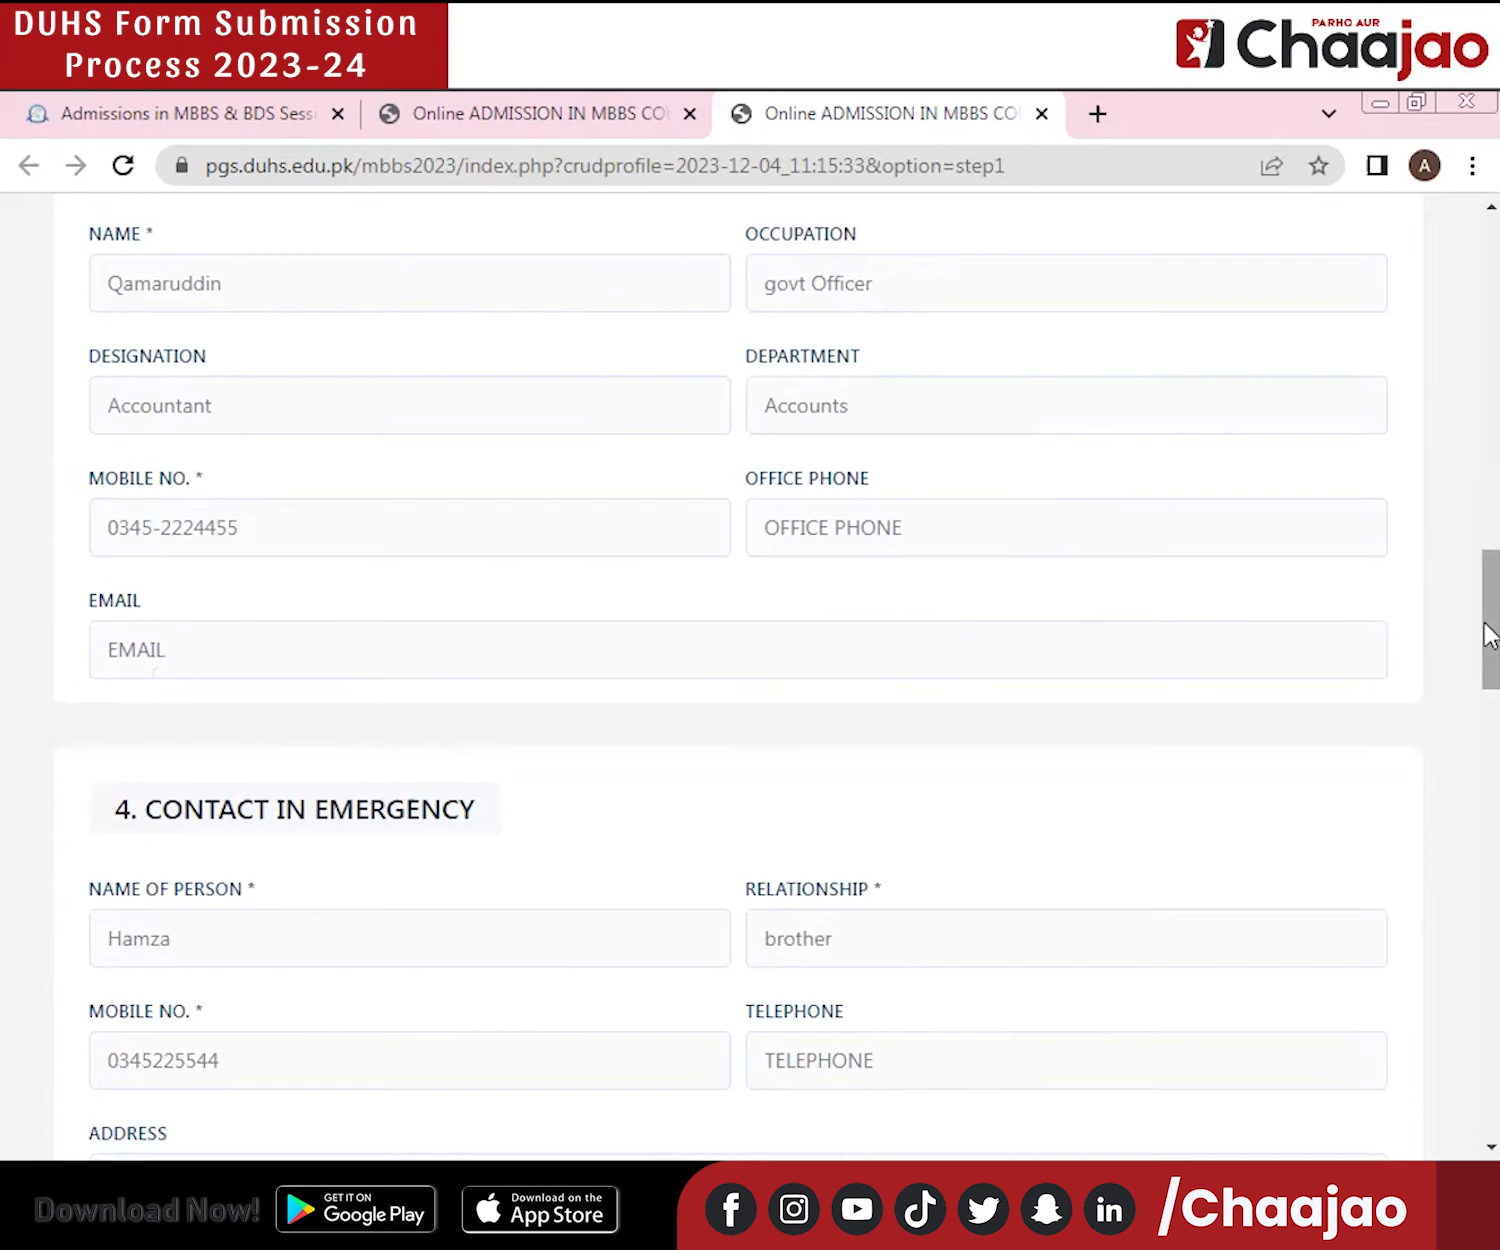 DUHS Form Submission
Process 2023-24
PARHO AUR
Chaajao
Admissions in MBBS & BDS Sess
Online ADMISSION IN MBBS CO
Online ADMISSION IN MBBS CO
pgs.duhs.edu.pk/mbbs2023/index.php?crudprofile=2023-12-04_11:15:33&option=step1
A
NAME *
OCCUPATION
Qamaruddin
govt Officer
DESIGNATION
DEPARTMENT
Accountant
Accounts
MOBILE NO. *
OFFICE PHONE
0345-2224455
OFFICE PHONE
EMAIL
EMAIL
4. CONTACT IN EMERGENCY
NAME OF PERSON *
RELATIONSHIP *
Hamza
brother
MOBILE NO. *
TELEPHONE
0345225544
TELEPHONE
ADDRESS
Download Now!
GET IT ON
Google Play
Download on the
App Store
/Chaajao